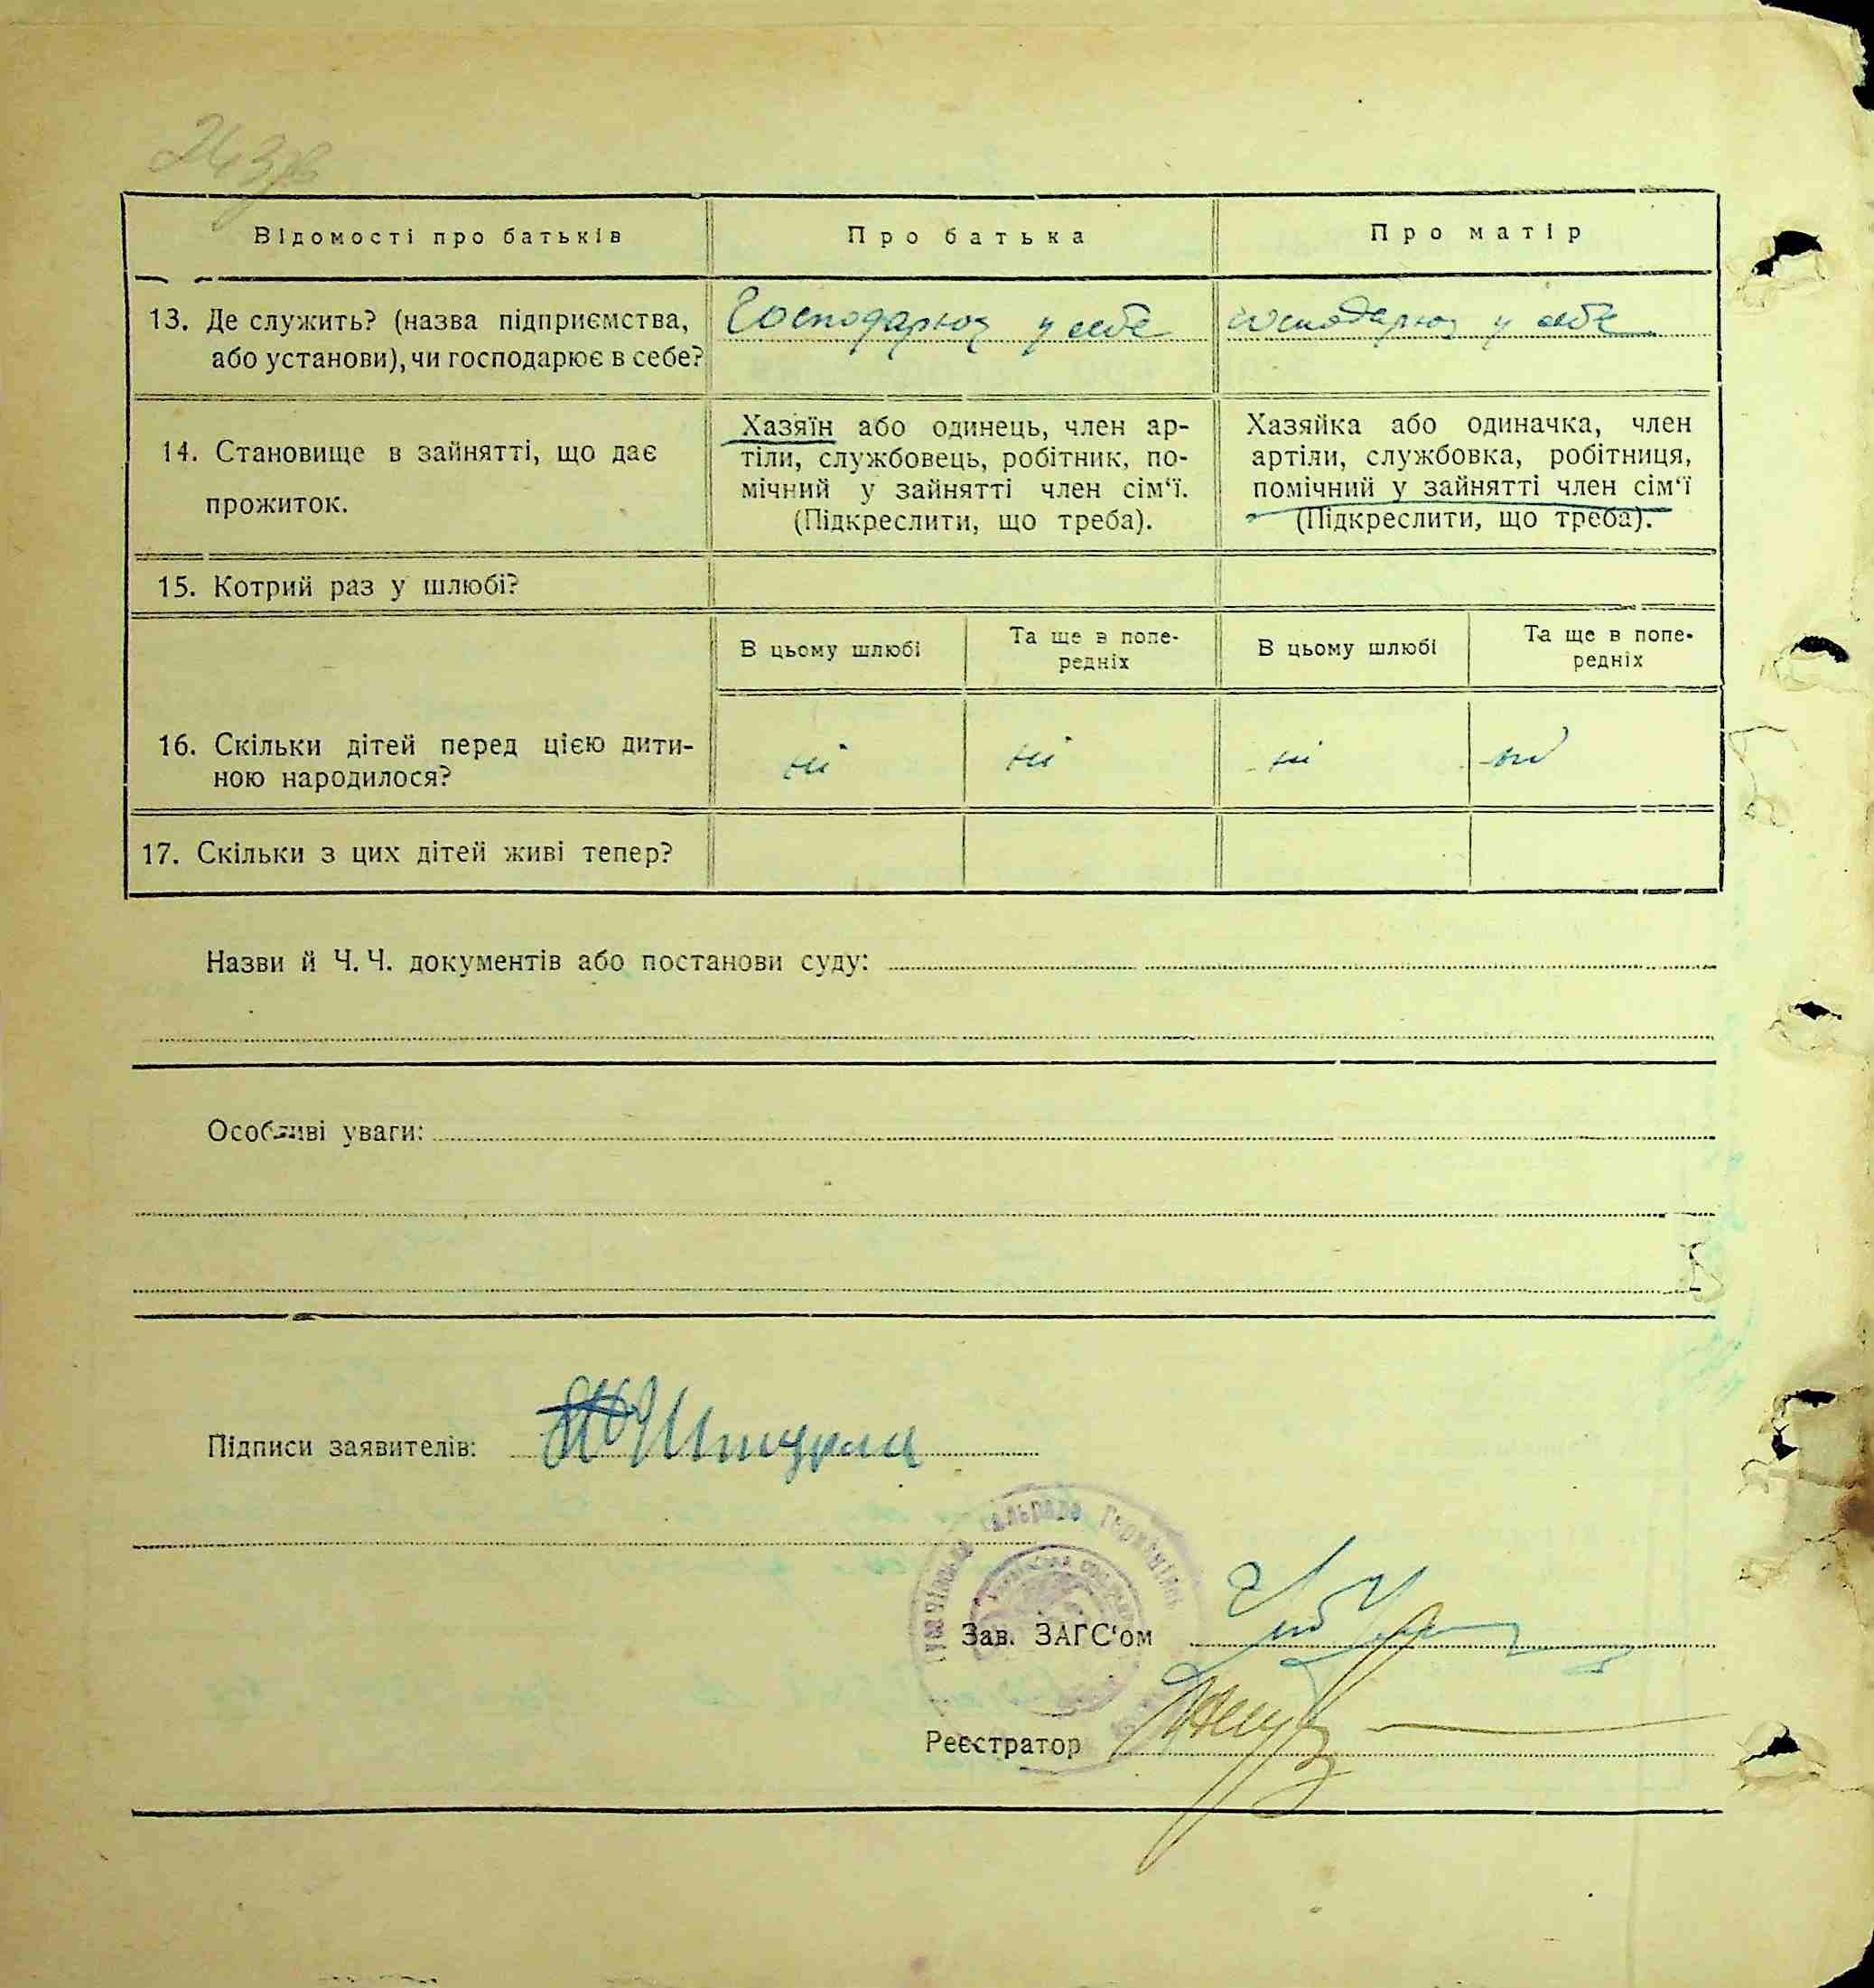 243в
Відомості про батьків
Про батька
Про матір
13. Де служить? (назва підприємства,
або установи), чи господарює в себе?
Господарює у себе
господарює у себе
14. Становище в зайнятті, що дає
прожиток.
Хазяїн або одинець, член ар-
тіли, службовець, робітник, по-
мічний у зайнятті член сім‘ї.
(Підкреслити, що треба).
Хазяйка або одиначка, член
артіли, службовка, робітниця,
помічний у зайнятті член сім‘ї
(Підкреслити, що треба).
15. Котрий раз у шлюбі?
В цьому шлюбі
Та ще в попе-
редніх
В цьому шлюбі
Та ще в попе-
редніх
16. Скільки дітей перед цією дити-
ною народилося?
ні ні ні ні
17. Скільки з цих дітей живі тепер?
Назви й Ч. Ч. документів або постанови суду:
Особливі уваги:
Підписи заявителів:
Зав. ЗАГС‘ом
Реєстратор